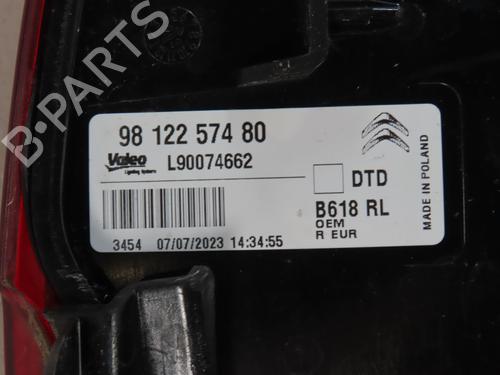 B-PARTS
98 122 574 80
Valeo
Lighting Systems
L90074662
DTD
B618 RL
OEM
R EUR
3454 07/07/2023 14:34:55
MADE IN POLAND